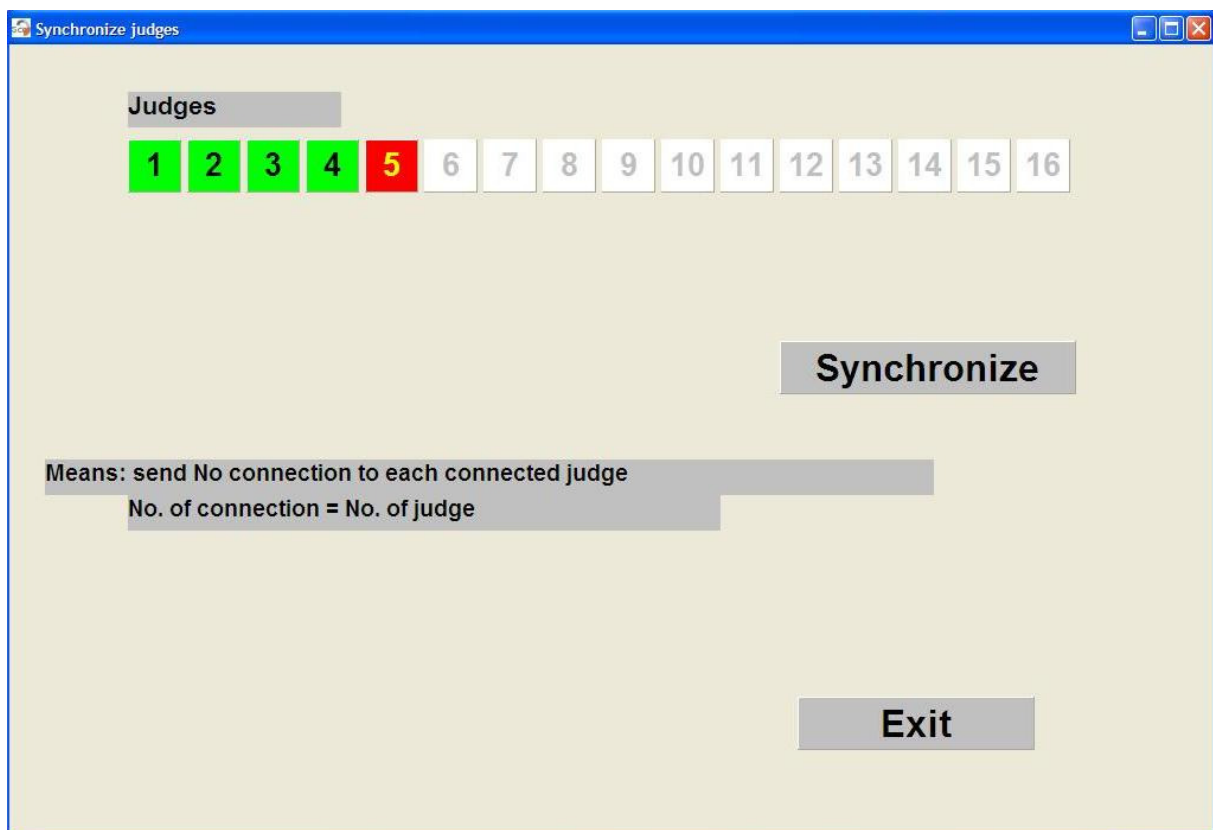 Synchronize judges
Judges
1 2 3 4 5 6 7 8 9 10 11 12 13 14 15 16
Synchronize
Means: send No connection to each connected judge
No. of connection = No. of judge
Exit